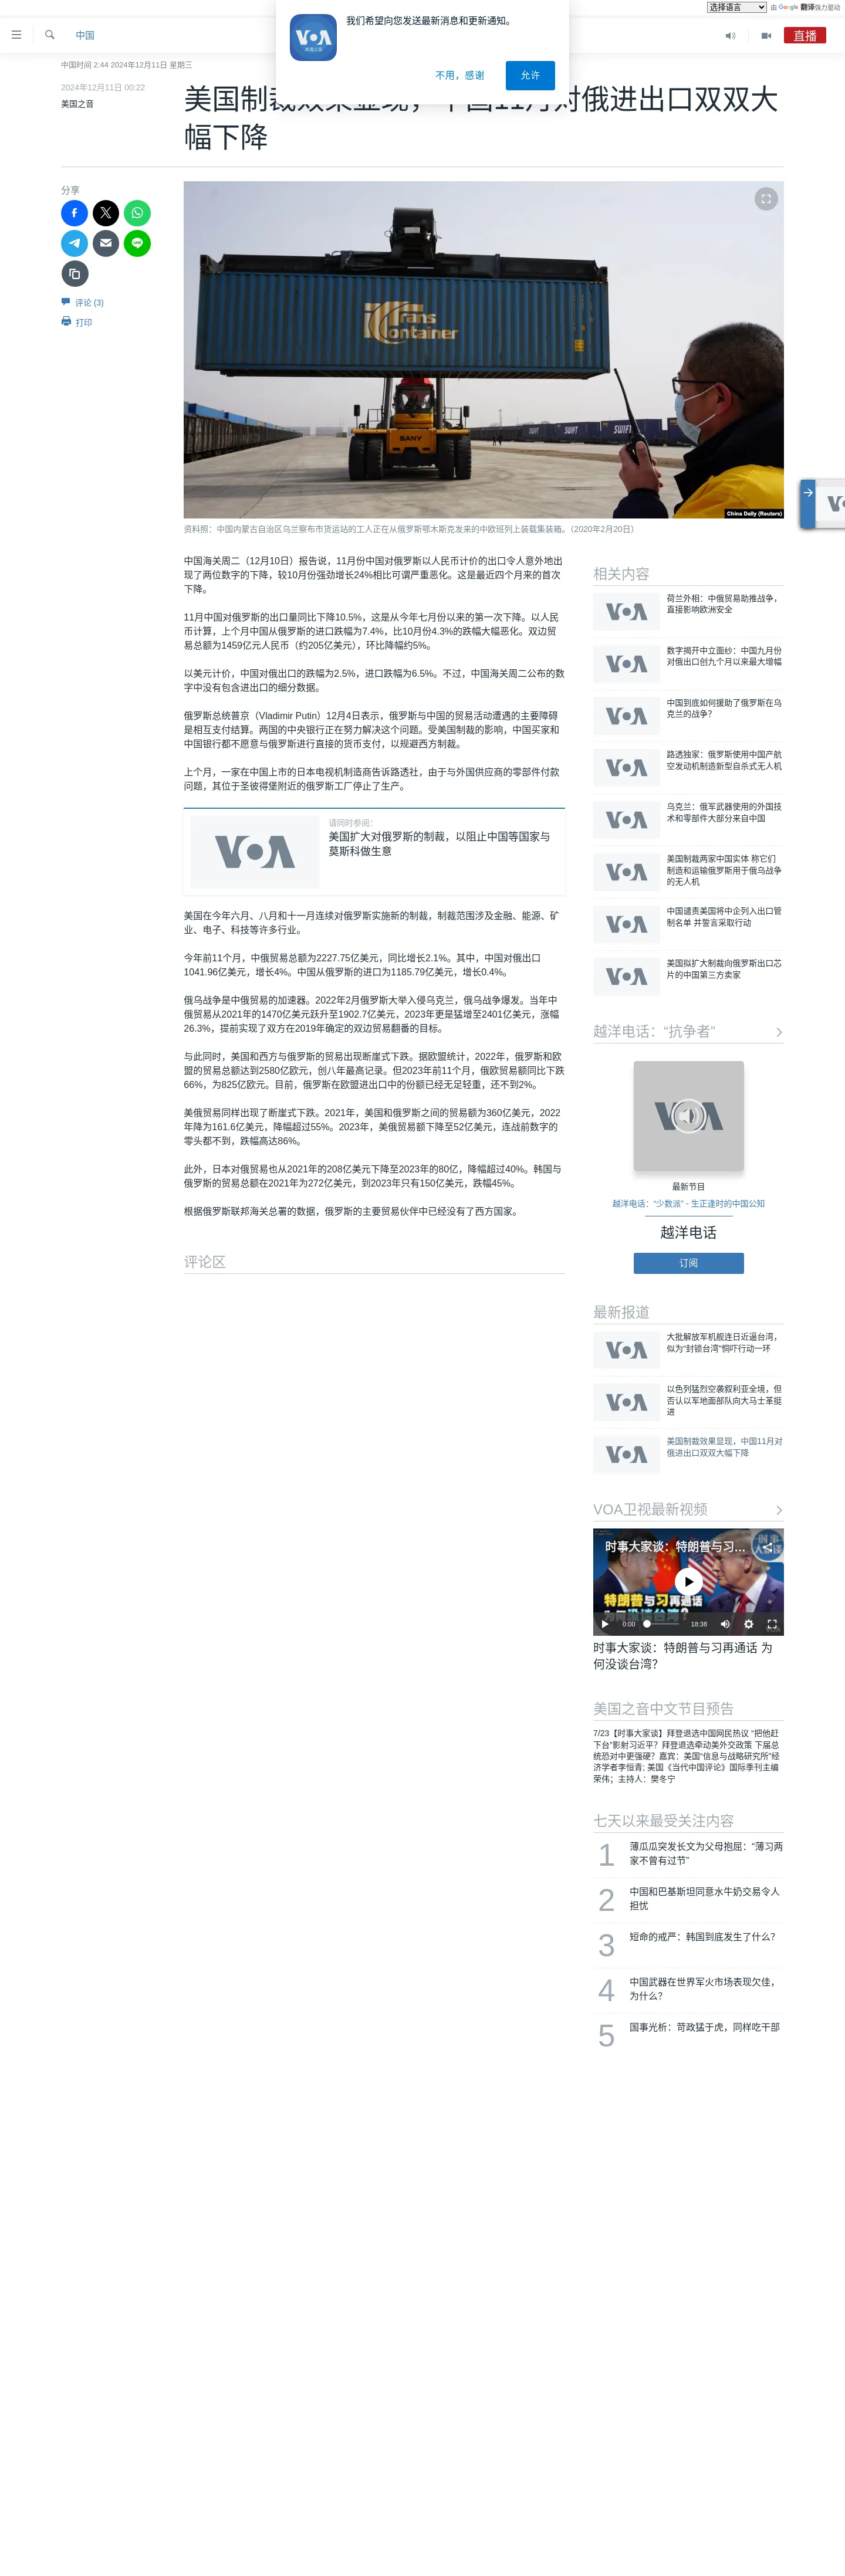 选择语言
由 Google 翻译强力驱动
我们希望向您发送最新消息和更新通知。
不用，感谢
允许
中国
直播
中国时间 2:44 2024年12月11日 星期三
2024年12月11日 00:22
美国之音
美国制裁效果显现，中国11月对俄进出口双双大
幅下降
分享
评论 (3)
打印
Trans
Container
SANY
SWIFT
SWIFT
China Daily (Reuters)
资料照：中国内蒙古自治区乌兰察布市货运站的工人正在从俄罗斯鄂木斯克发来的中欧班列上装载集装箱。（2020年2月20日）
中国海关周二（12月10日）报告说，11月份中国对俄罗斯以人民币计价的出口令人意外地出
现了两位数字的下降，较10月份强劲增长24%相比可谓严重恶化。这是最近四个月来的首次
下降。
11月中国对俄罗斯的出口量同比下降10.5%，这是从今年七月份以来的第一次下降。以人民
币计算，上个月中国从俄罗斯的进口跌幅为7.4%，比10月份4.3%的跌幅大幅恶化。双边贸
易总额为1459亿元人民币（约205亿美元），环比降幅约5%。
以美元计价，中国对俄出口的跌幅为2.5%，进口跌幅为6.5%。不过，中国海关周二公布的数
字中没有包含进出口的细分数据。
俄罗斯总统普京（Vladimir Putin）12月4日表示，俄罗斯与中国的贸易活动遭遇的主要障碍
是相互支付结算。两国的中央银行正在努力解决这个问题。受美国制裁的影响，中国买家和
中国银行都不愿意与俄罗斯进行直接的货币支付，以规避西方制裁。
上个月，一家在中国上市的日本电视机制造商告诉路透社，由于与外国供应商的零部件付款
问题，其位于圣彼得堡附近的俄罗斯工厂停止了生产。
请同时参阅：
美国扩大对俄罗斯的制裁，以阻止中国等国家与
莫斯科做生意
美国在今年六月、八月和十一月连续对俄罗斯实施新的制裁，制裁范围涉及金融、能源、矿
业、电子、科技等许多行业。
今年前11个月，中俄贸易总额为2227.75亿美元，同比增长2.1%。其中，中国对俄出口
1041.96亿美元，增长4%。中国从俄罗斯的进口为1185.79亿美元，增长0.4%。
俄乌战争是中俄贸易的加速器。2022年2月俄罗斯大举入侵乌克兰，俄乌战争爆发。当年中
俄贸易从2021年的1470亿美元跃升至1902.7亿美元，2023年更是猛增至2401亿美元，涨幅
26.3%，提前实现了双方在2019年确定的双边贸易翻番的目标。
与此同时，美国和西方与俄罗斯的贸易出现断崖式下跌。据欧盟统计，2022年，俄罗斯和欧
盟的贸易总额达到2580亿欧元，创八年最高记录。但2023年前11个月，俄欧贸易额同比下跌
66%，为825亿欧元。目前，俄罗斯在欧盟进出口中的份额已经无足轻重，还不到2%。
美俄贸易同样出现了断崖式下跌。2021年，美国和俄罗斯之间的贸易额为360亿美元，2022
年降为161.6亿美元，降幅超过55%。2023年，美俄贸易额下降至52亿美元，连战前数字的
零头都不到，跌幅高达86%。
此外，日本对俄贸易也从2021年的208亿美元下降至2023年的80亿，降幅超过40%。韩国与
俄罗斯的贸易总额在2021年为272亿美元，到2023年只有150亿美元，跌幅45%。
根据俄罗斯联邦海关总署的数据，俄罗斯的主要贸易伙伴中已经没有了西方国家。
评论区
相关内容
荷兰外相：中俄贸易助推战争，
直接影响欧洲安全
数字揭开中立面纱：中国九月份
对俄出口创九个月以来最大增幅
中国到底如何援助了俄罗斯在乌
克兰的战争？
路透独家：俄罗斯使用中国产航
空发动机制造新型自杀式无人机
乌克兰：俄军武器使用的外国技
术和零部件大部分来自中国
美国制裁两家中国实体 称它们
制造和运输俄罗斯用于俄乌战争
的无人机
中国谴责美国将中企列入出口管
制名单 并誓言采取行动
美国拟扩大制裁向俄罗斯出口芯
片的中国第三方卖家
越洋电话：“抗争者”
最新节目
越洋电话：“少数派” - 生正逢时的中国公知
越洋电话
订阅
最新报道
大批解放军机舰连日近逼台湾，
似为“封锁台湾”恫吓行动一环
以色列猛烈空袭叙利亚全境，但
否认以军地面部队向大马士革挺
进
美国制裁效果显现，中国11月对
俄进出口双双大幅下降
VOA卫视最新视频
时事大家谈：特朗普与习...
特朗普与习再通话
为何没谈台湾？
0:00
18:38
时事大家谈：特朗普与习再通话 为
何没谈台湾？
美国之音中文节目预告
7/23【时事大家谈】拜登退选中国网民热议 “把他赶
下台”影射习近平？拜登退选牵动美外交政策 下届总
统恐对中更强硬？嘉宾：美国“信息与战略研究所”经
济学者李恒青; 美国《当代中国评论》国际季刊主编
荣伟；主持人：樊冬宁
七天以来最受关注内容
1 薄瓜瓜突发长文为父母抱屈：“薄习两
家不曾有过节”
2 中国和巴基斯坦同意水牛奶交易令人
担忧
3 短命的戒严：韩国到底发生了什么？
4 中国武器在世界军火市场表现欠佳，
为什么？
5 国事光析：苛政猛于虎，同样吃干部